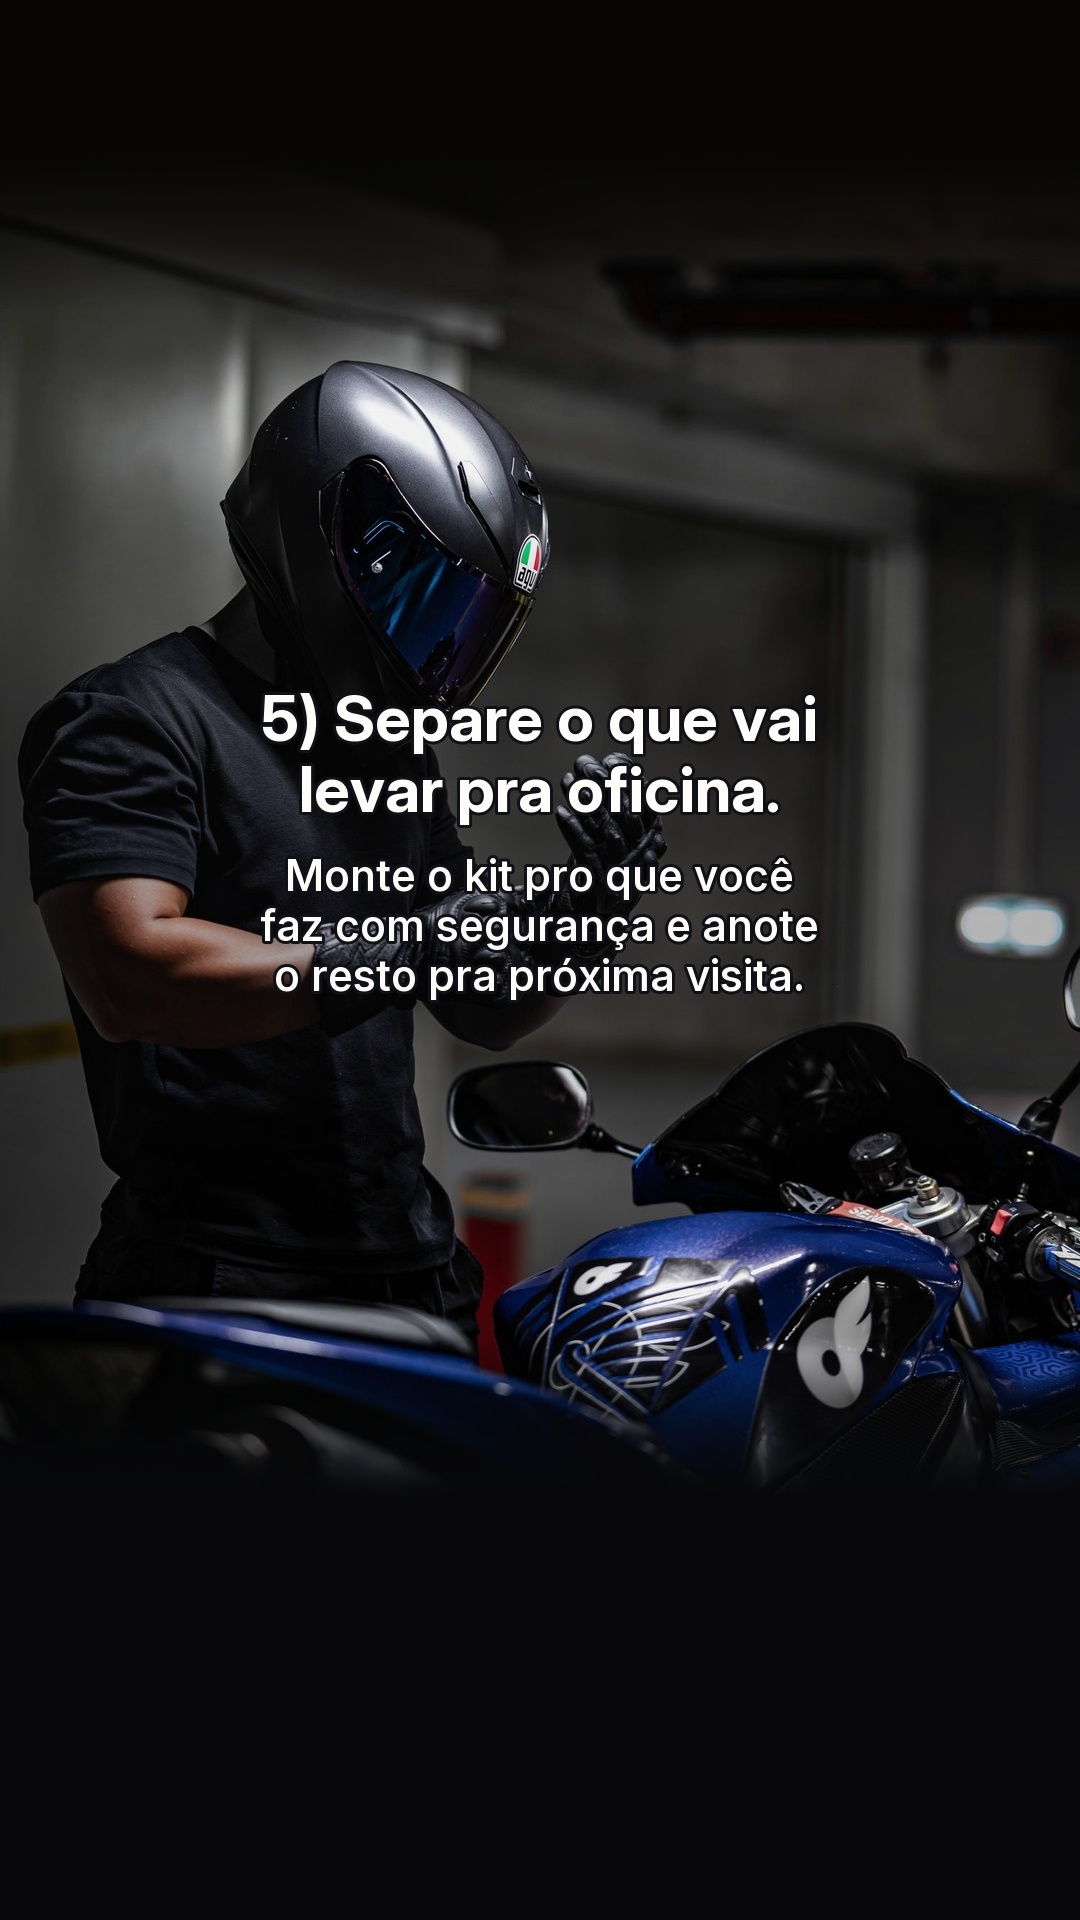 agv
5) Separe o que vai
levar pra oficina.
Monte o kit pro que você
faz com segurança e anote
o resto pra próxima visita.